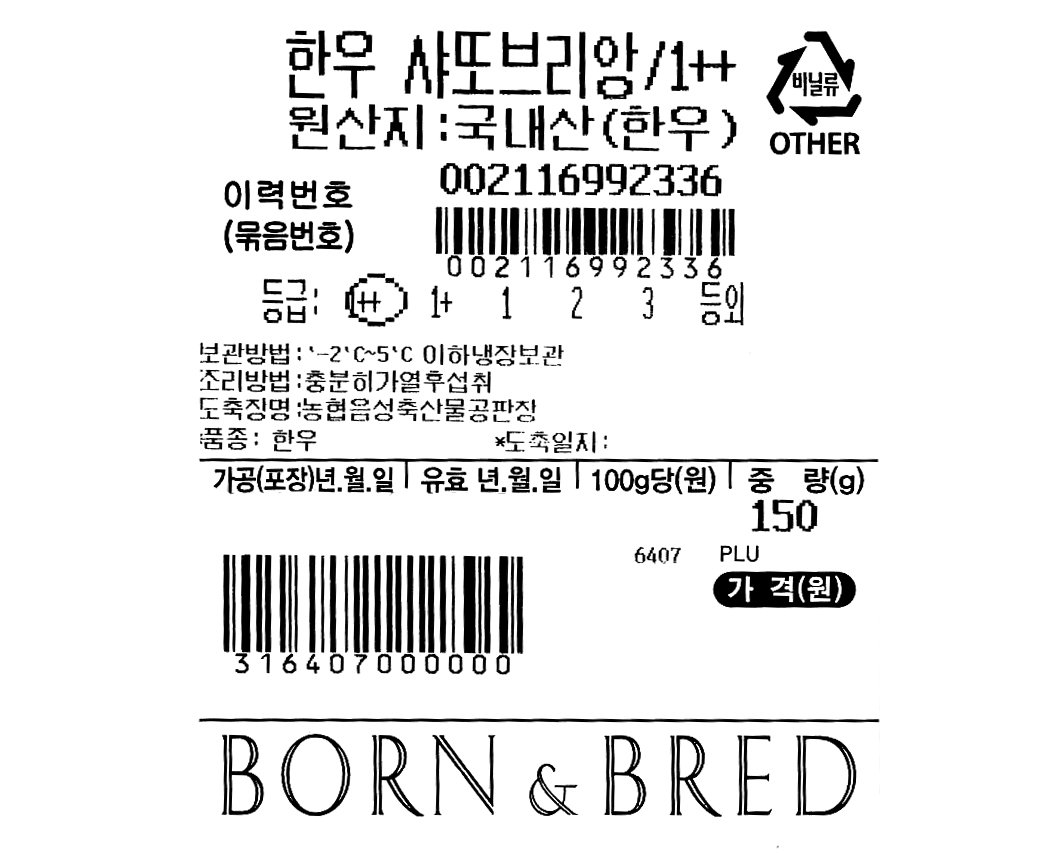 한우 샤또브리앙/1++
비닐류
OTHER
원산지:국내산(한우)
이력번호
(묶음번호)
002116992336
002116992336
등급: 1++ 1+ 1 2 3 등외
보관방법:'-2'C~5'C 이하냉장보관
조리방법:충분히가열후섭취
도축장명:농협음성축산물공판장
*품종: 한우 *도축일지:
가공(포장)년.월.일 유효 년.월.일 100g당(원) 중 량(g)
150
6407 PLU
가 격(원)
316407000000
BORN & BRED